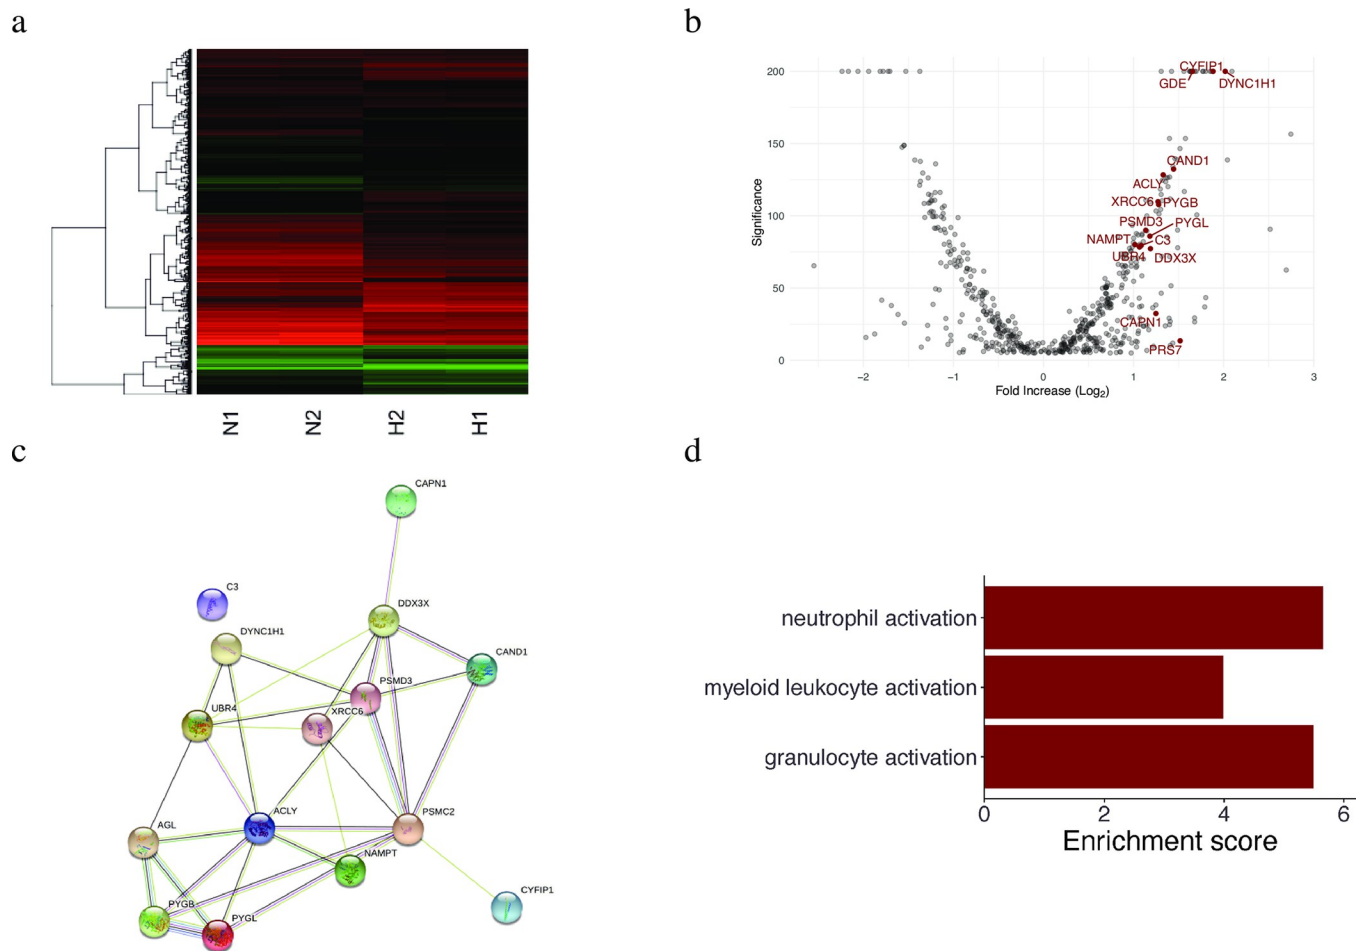 a
N1 N2 H2 H1
b
Significance
200
150
100
50
0
CYFIP1
GDE DYNC1H1
CAND1
ACLY
XRCC6 PYGB
PSMD3 PYGL
NAMPT C3
UBR4 DDX3X
CAPN1
PRS7
−2 −1 0 1 2 3
Fold Increase (Log2)
c
CAPN1
C3
DDX3X
DYNC1H1
CAND1
PSMD3
UBR4 XRCC6
ACLY PSMC2
AGL
NAMPT
CYFIP1
PYGB PYGL
d
neutrophil activation
myeloid leukocyte activation
granulocyte activation
0 2 4 6
Enrichment score